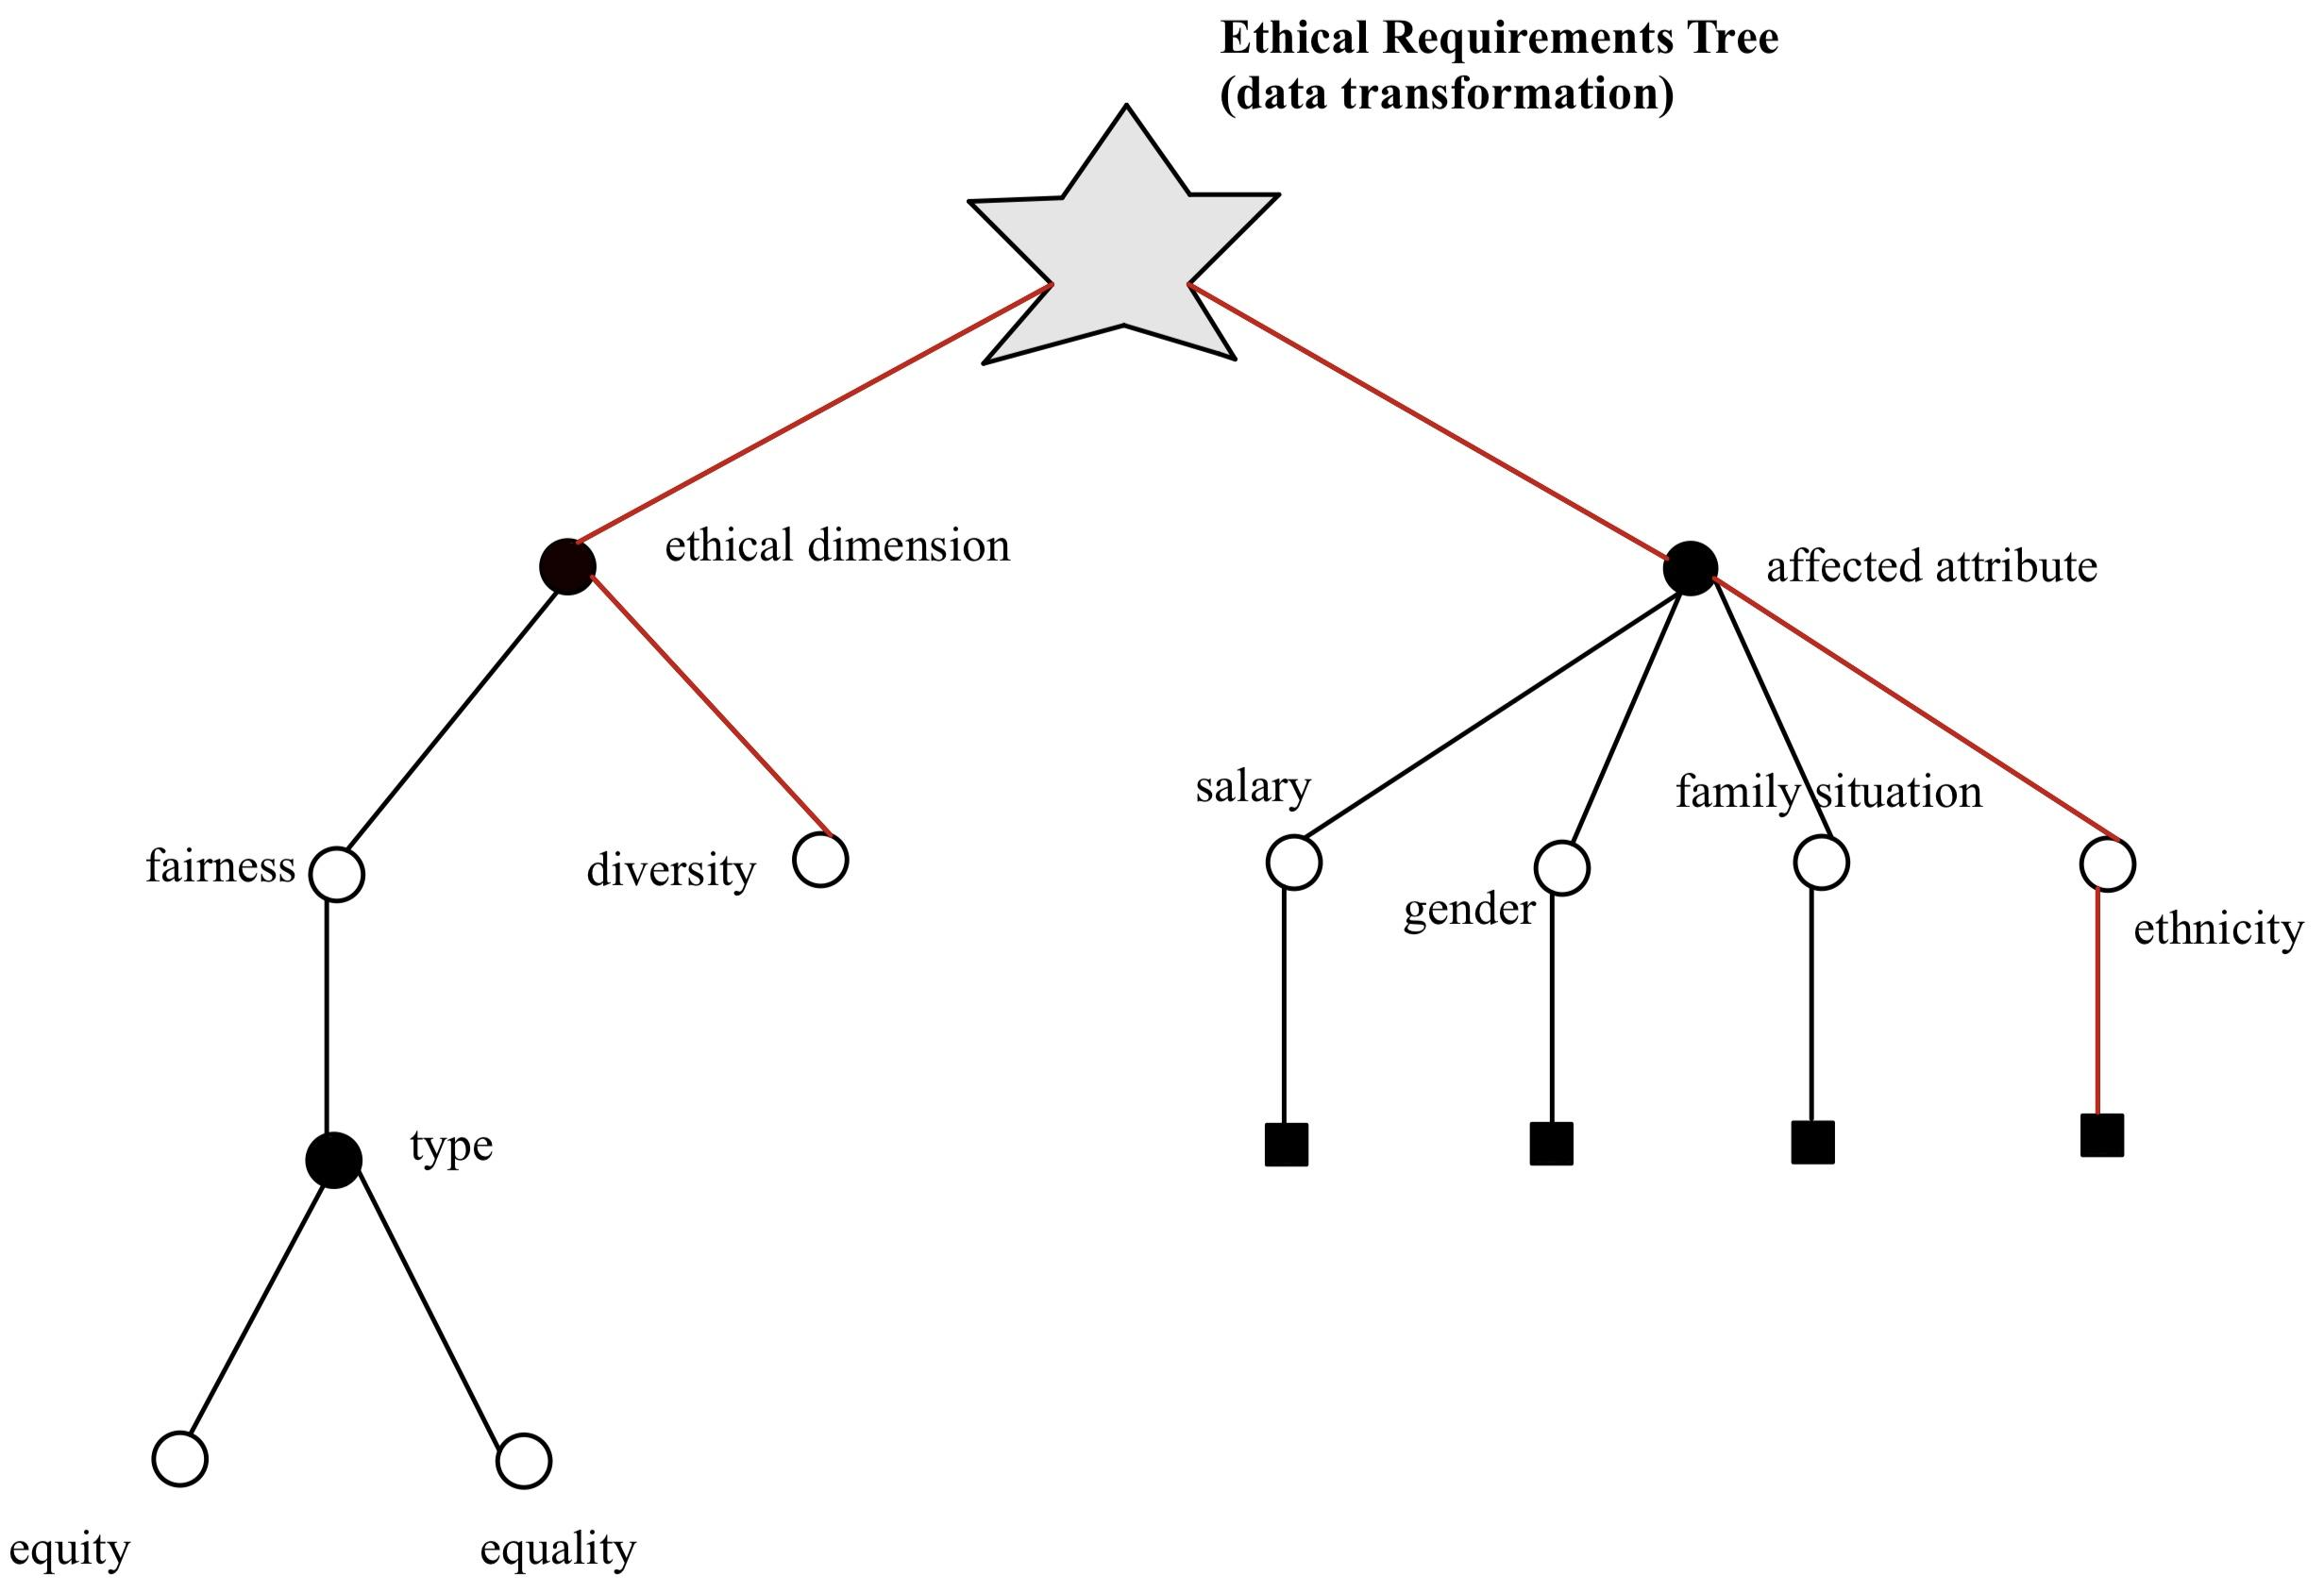 Ethical Requirements Tree
(data transformation)
ethical dimension
affected attribute
salary
family situation
fairness
diversity
gender
ethnicity
type
equity
equality